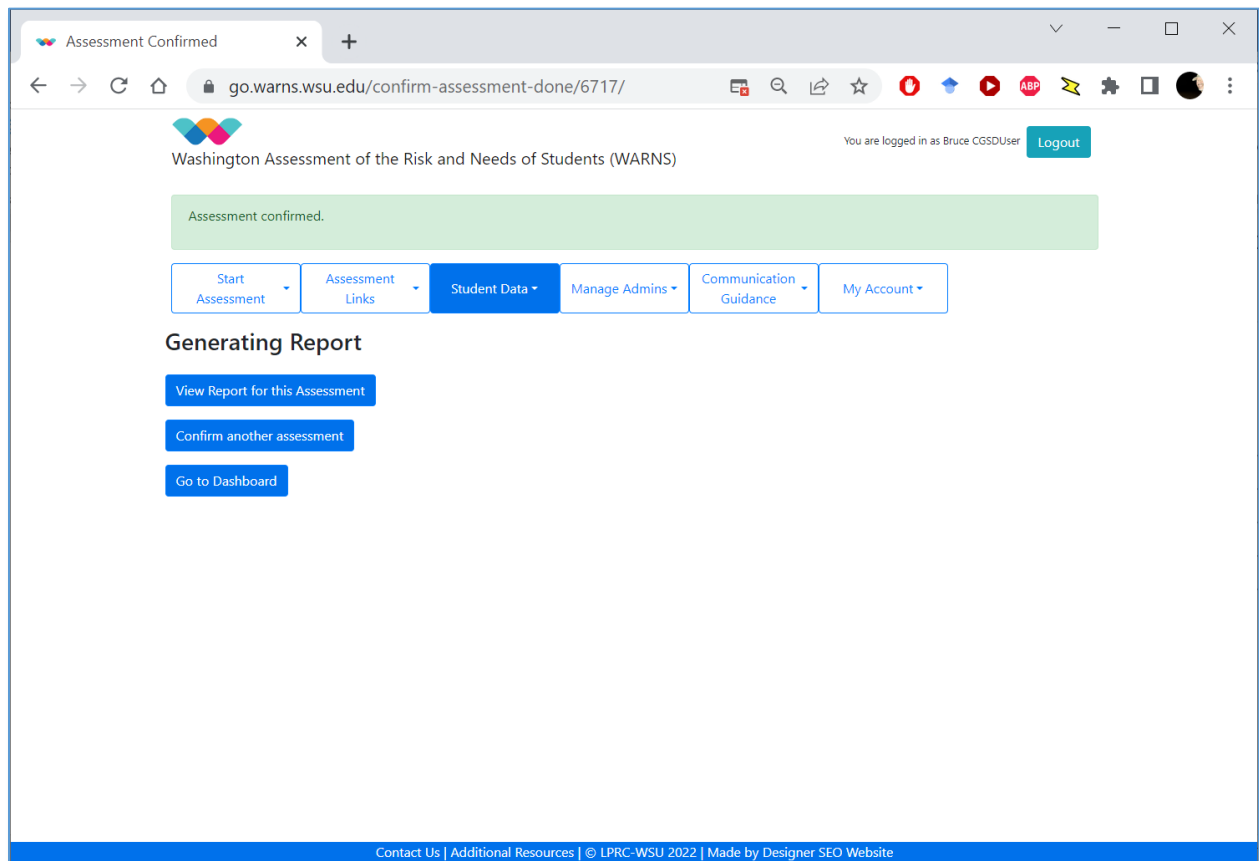 Assessment Confirmed
go.warns.wsu.edu/confirm-assessment-done/6717/
ABP
Washington Assessment of the Risk and Needs of Students (WARNS)
You are logged in as Bruce CGSDUser
Logout
Assessment confirmed.
Start
Assessment
Assessment
Links
Student Data
Manage Admins
Communication
Guidance
My Account
Generating Report
View Report for this Assessment
Confirm another assessment
Go to Dashboard
Contact Us | Additional Resources | © LPRC-WSU 2022 | Made by Designer SEO Website